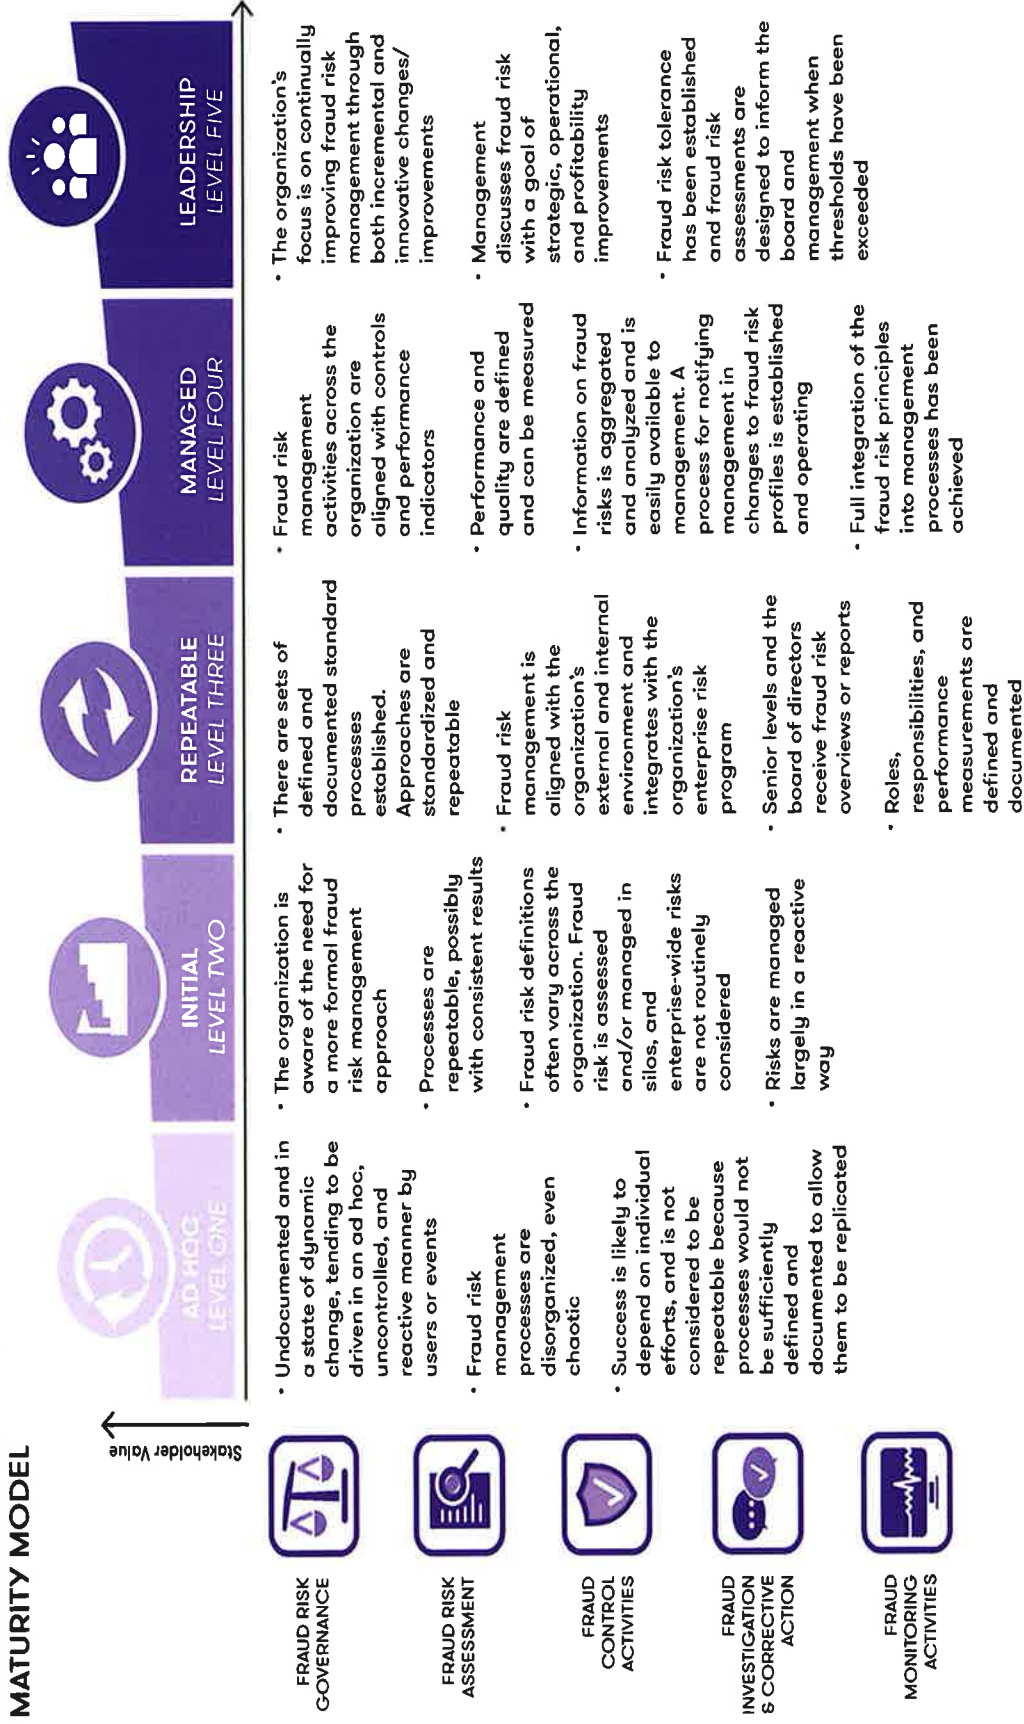 MATURITY MODEL
Stakeholder Value
AD HOC
LEVEL ONE
INITIAL
LEVEL TWO
REPEATABLE
LEVEL THREE
MANAGED
LEVEL FOUR
LEADERSHIP
LEVEL FIVE
FRAUD RISK
GOVERNANCE
FRAUD RISK
ASSESSMENT
FRAUD
CONTROL
ACTIVITIES
FRAUD
INVESTIGATION
& CORRECTIVE
ACTION
FRAUD
MONITORING
ACTIVITIES
• Undocumented and in
a state of dynamic
change, tending to be
driven in an ad hoc,
uncontrolled, and
reactive manner by
users or events
• Fraud risk
management
processes are
disorganized, even
chaotic
• Success is likely to
depend on individual
efforts, and is not
considered to be
repeatable because
processes would not
be sufficiently
defined and
documented to allow
them to be replicated
• The organization is
aware of the need for
a more formal fraud
risk management
approach
• Processes are
repeatable, possibly
with consistent results
• Fraud risk definitions
often vary across the
organization. Fraud
risk is assessed
and/or managed in
silos, and
enterprise-wide risks
are not routinely
considered
• Risks are managed
largely in a reactive
way
• There are sets of
defined and
documented standard
processes
established.
Approaches are
standardized and
repeatable
• Fraud risk
management is
aligned with the
organization's
external and internal
environment and
integrates with the
organization's
enterprise risk
program
• Senior levels and the
board of directors
receive fraud risk
overviews or reports
• Roles,
responsibilities, and
performance
measurements are
defined and
documented
• Fraud risk
management
activities across the
organization are
aligned with controls
and performance
indicators
• Performance and
quality are defined
and can be measured
• Information on fraud
risks is aggregated
and analyzed and is
easily available to
management. A
process for notifying
management in
changes to fraud risk
profiles is established
and operating
• Full integration of the
fraud risk principles
into management
processes has been
achieved
• The organization's
focus is on continually
improving fraud risk
management through
both incremental and
innovative changes/
improvements
• Management
discusses fraud risk
with a goal of
strategic, operational,
and profitability
improvements
• Fraud risk tolerance
has been established
and fraud risk
assessments are
designed to inform the
board and
management when
thresholds have been
exceeded